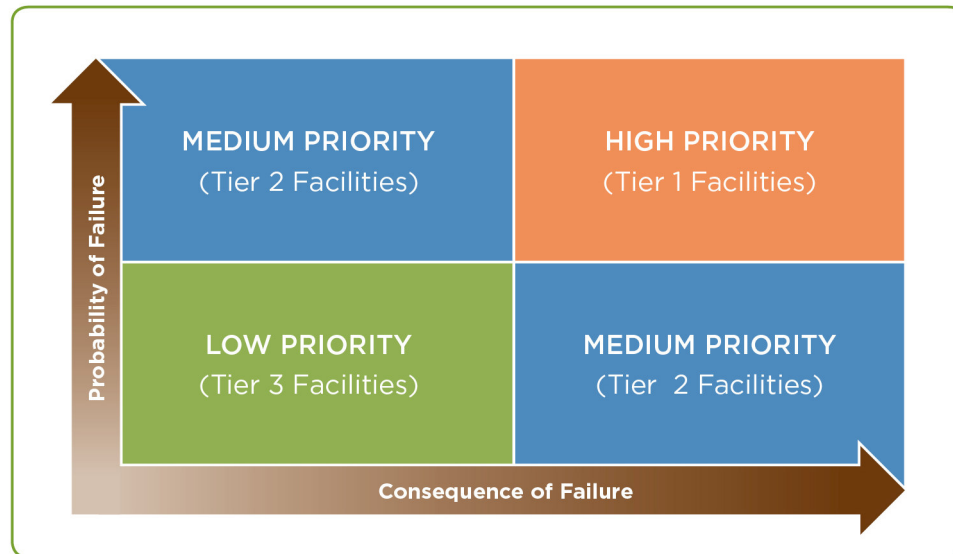 MEDIUM PRIORITY
(Tier 2 Facilities)
HIGH PRIORITY
(Tier 1 Facilities)
LOW PRIORITY
(Tier 3 Facilities)
MEDIUM PRIORITY
(Tier 2 Facilities)
Probability of Failure
Consequence of Failure